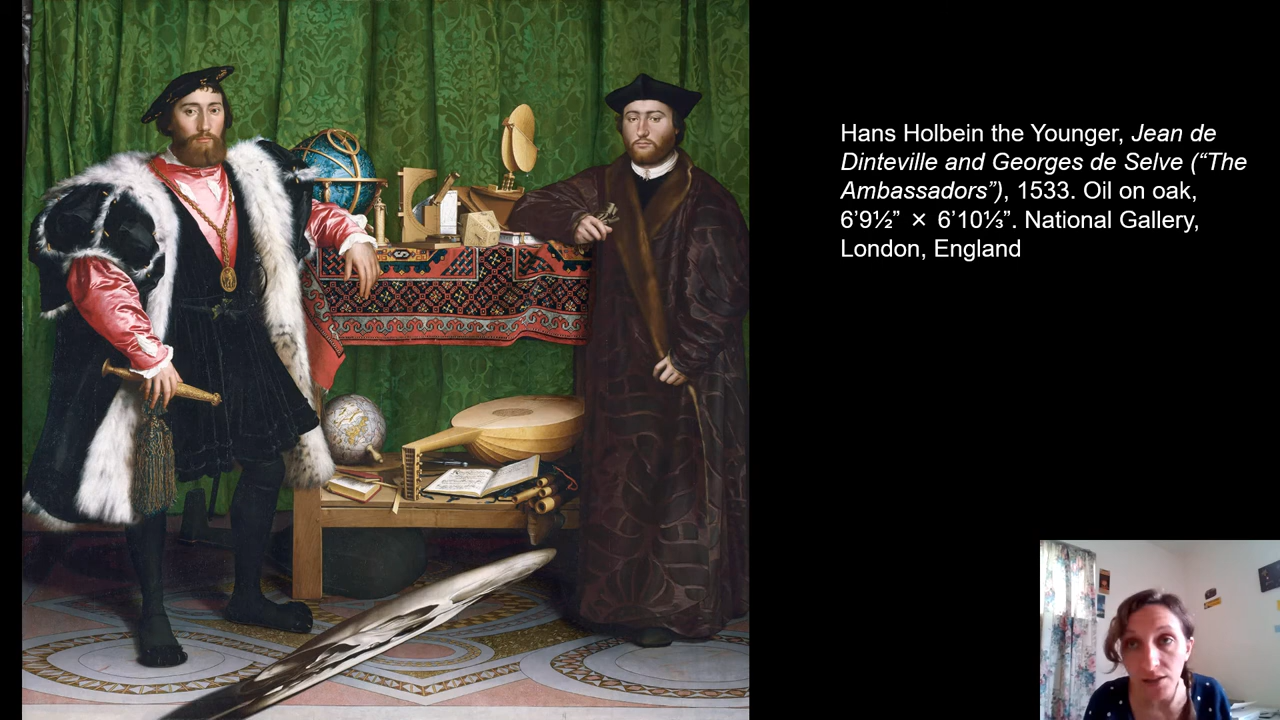 Hans Holbein the Younger, Jean de
Dinteville and Georges de Selve (“The
Ambassadors”), 1533. Oil on oak,
6’9½” × 6’10⅓”. National Gallery,
London, England